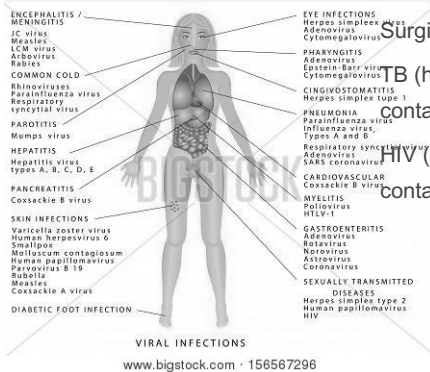 ENCEPHALITIS /
MENINGITIS
JC virus
Measles
LCM virus
Arbovirus
Rabies
COMMON COLD
Rhinoviruses
Parainfluenza virus
Respiratory
syncytial virus
PAROTITIS
Mumps virus
HEPATITIS
Hepatitis virus
types A, B, C, D, E
PANCREATITIS
Coxsackie B virus
SKIN INFECTIONS
Varicella zoster virus
Human herpesvirus 6
Smallpox
Molluscum contagiosum
Human papillomavirus
Parvovirus B 19
Rubella
Measles
Coxsackie A virus
DIABETIC FOOT INFECTION
EYE INFECTIONS
Herpes simpleex virus
Adenovirus
Cytomegalovirus
PHARYNGITIS
Adenovirus
Epstein-Barr virus
Cytomegalovirus
CINGIVOSTOMATITIS
Herpes simplex type 1
PNEUMONIA
Parainfluenza virus
Influenza virus,
Types A and B
Respiratory syncytial virus
Adenovirus
SARS coronavirus
CARDIOVASCULAR
Coxsackie B virus
MYELITIS
Poliovirus
HTLV-1
GASTROENTERITIS
Adenovirus
Rotavirus
Norovirus
Astrovirus
Coronavirus
SEXUALLY TRANSMITTED
DISEASES
Herpes simplex type 2
Human papillomavirus
HIV
Surgi
TB (h
conta
HIV (
conta
BIGSTOCK
VIRAL INFECTIONS
www.bigstock.com · 156567296